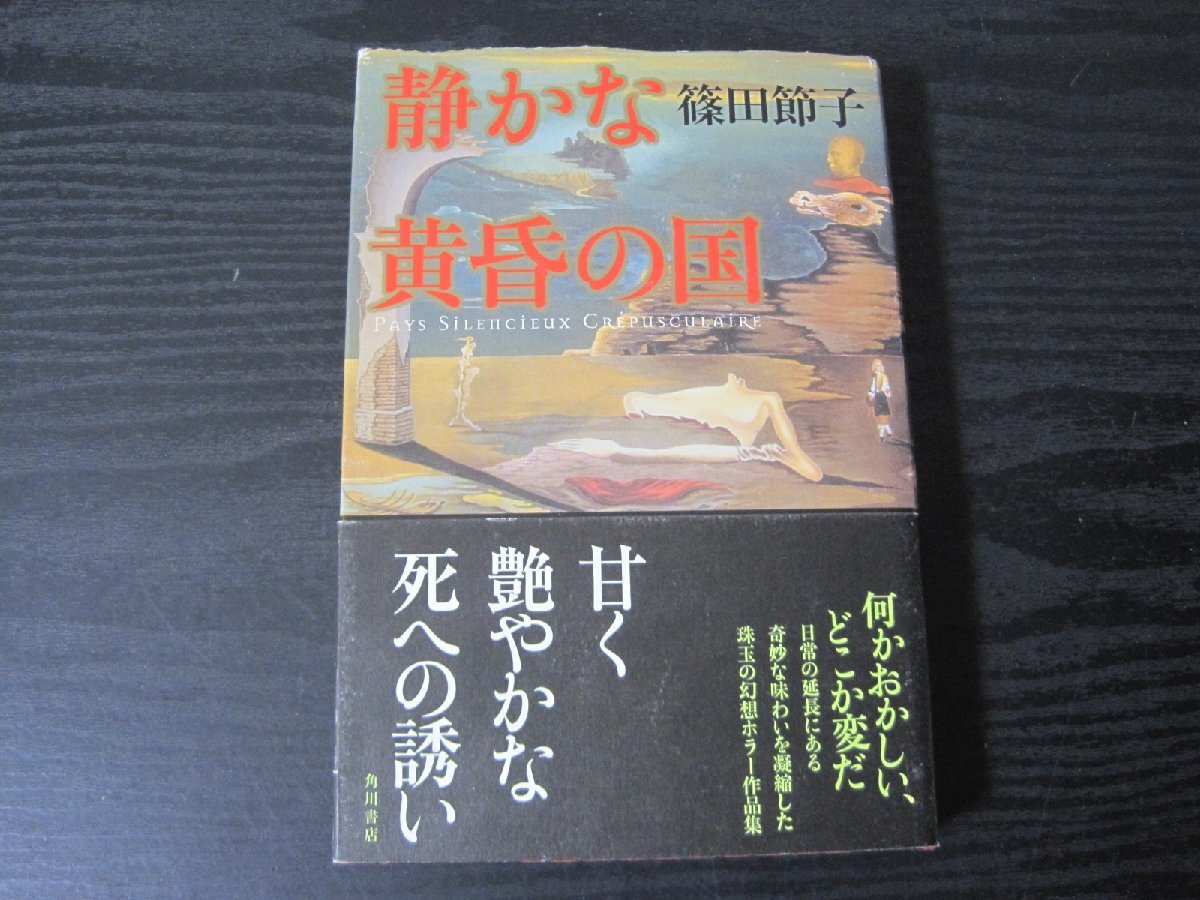 静かな
篠田節子
黄昏の国
PAYS SILENCIEUX CRÉPUSCULAIRE
何かおかしい、
どこか変だ
日常の延長にある
奇妙な味わいを凝縮した
珠玉の幻想ホラー作品集
甘く
艶やかな
死への誘い
角川書店